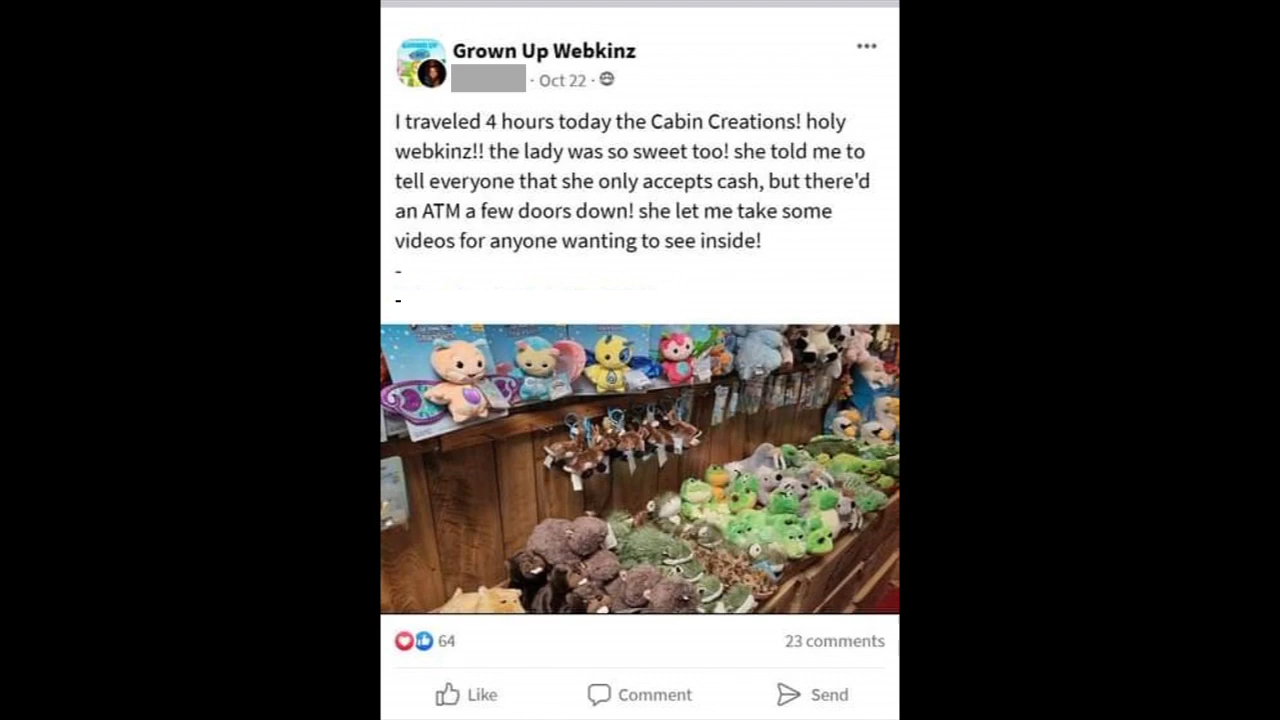 Grown Up Webkinz
· Oct 22 ·
I traveled 4 hours today the Cabin Creations! holy
webkinz!! the lady was so sweet too! she told me to
tell everyone that she only accepts cash, but there'd
an ATM a few doors down! she let me take some
videos for anyone wanting to see inside!
-
-
64
23 comments
Like
Comment
Send